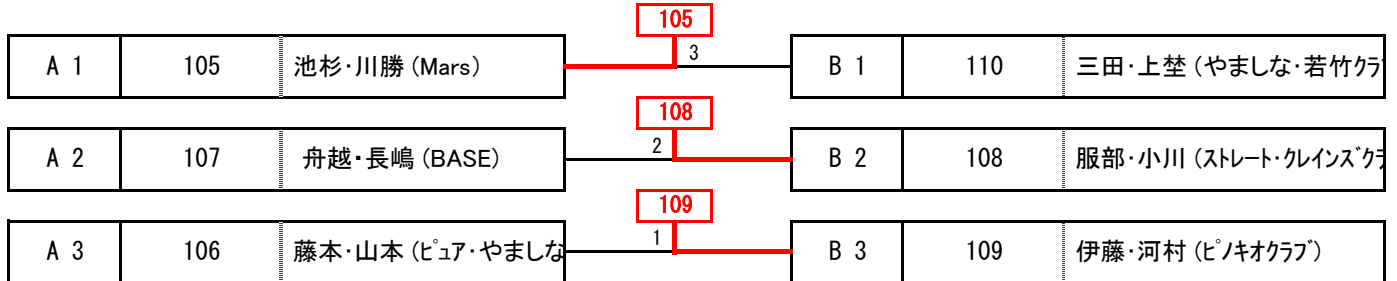 105
A 1 105 池杉・川勝 (Mars) 3 B 1 110 三田・上埜 (やましな・若竹クラ
108
A 2 107 舟越・長嶋 (BASE) 2 B 2 108 服部・小川 (ストレート・クレインズクラ
109
A 3 106 藤本・山本 (ピュア・やましな 1 B 3 109 伊藤・河村 (ピノキオクラブ)